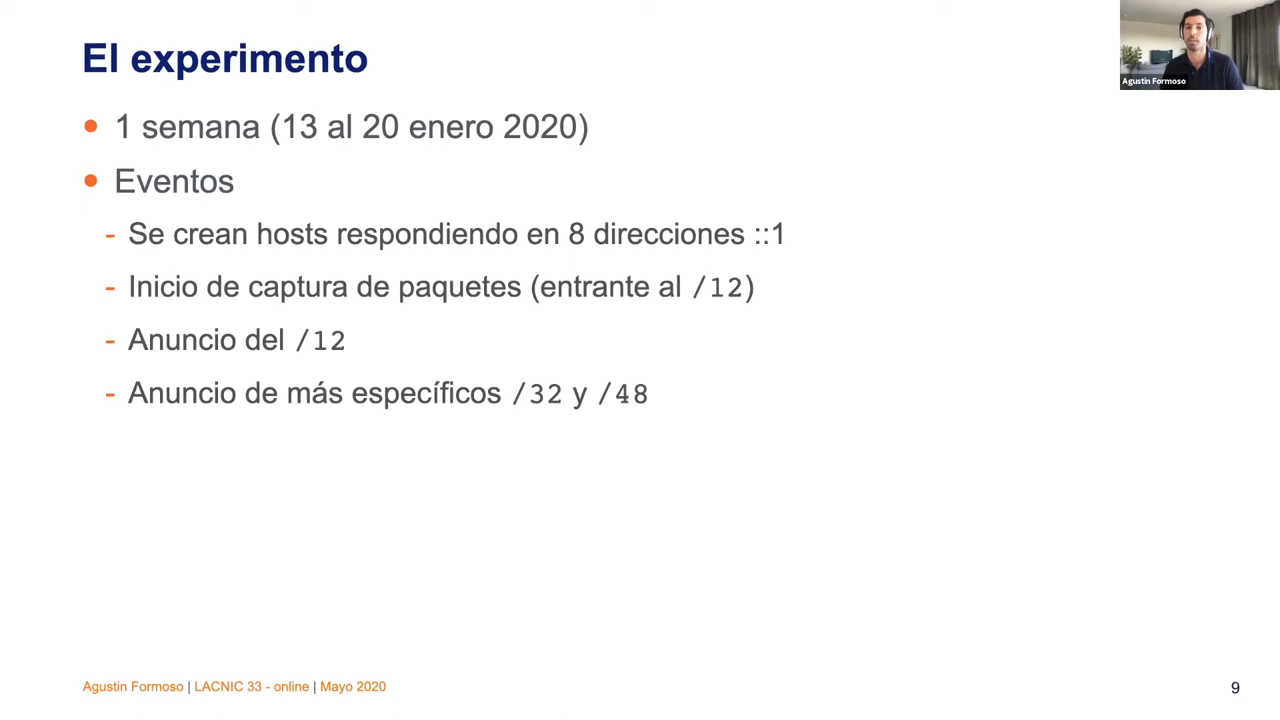 El experimento
Agustin Formoso
• 1 semana (13 al 20 enero 2020)
• Eventos
- Se crean hosts respondiendo en 8 direcciones ::1
- Inicio de captura de paquetes (entrante al /12)
- Anuncio del /12
- Anuncio de más específicos /32 y /48
Agustin Formoso | LACNIC 33 - online | Mayo 2020
9